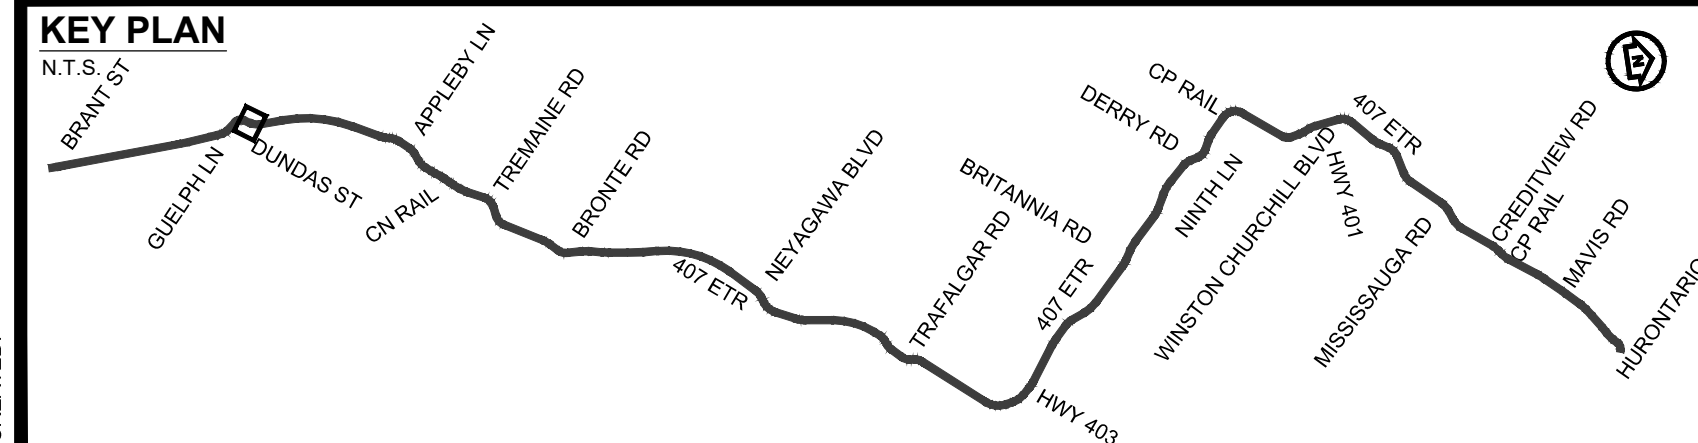 KEY PLAN
N.T.S.
BRANT ST
GUELPH LN
DUNDAS ST
CN RAIL
APPLEBY LN
TREMAINE RD
BRONTE RD
407 ETR
NEYAGAWA BLVD
TRAFALGAR RD
HWY 403
407 ETR
BRITANNIA RD
DERRY RD
CP RAIL
NINTH LN
WINSTON CHURCHILL BLVD
HWY 401
407 ETR
MISSISSAUGA RD
CREDITVIEW RD
CP RAIL
MAVIS RD
HURONTARIO
N